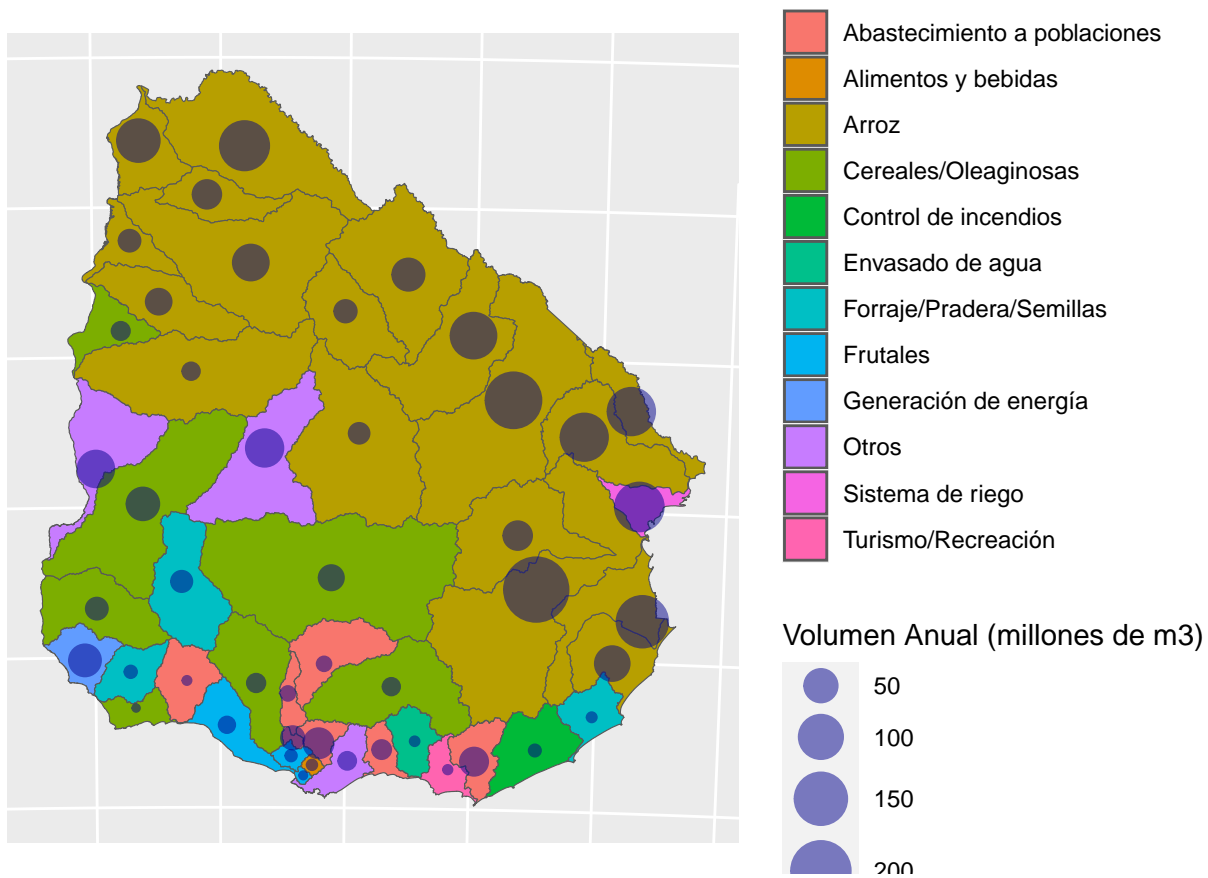 Abastecimiento a poblaciones
Alimentos y bebidas
Arroz
Cereales/Oleaginosas
Control de incendios
Envasado de agua
Forraje/Pradera/Semillas
Frutales
Generación de energía
Otros
Sistema de riego
Turismo/Recreación
Volumen Anual (millones de m3)
50
100
150
200